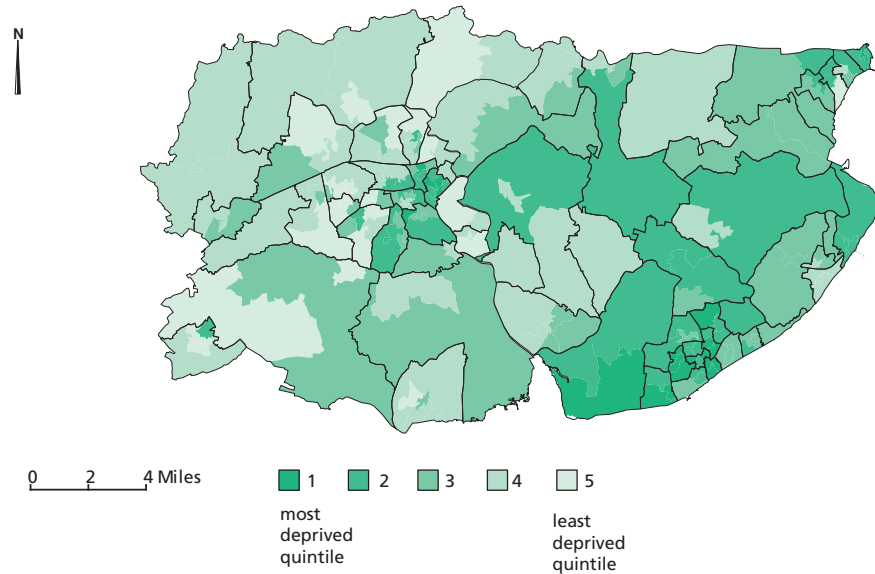 N
0 2 4 Miles
1 2 3 4 5
most
deprived
quintile
least
deprived
quintile